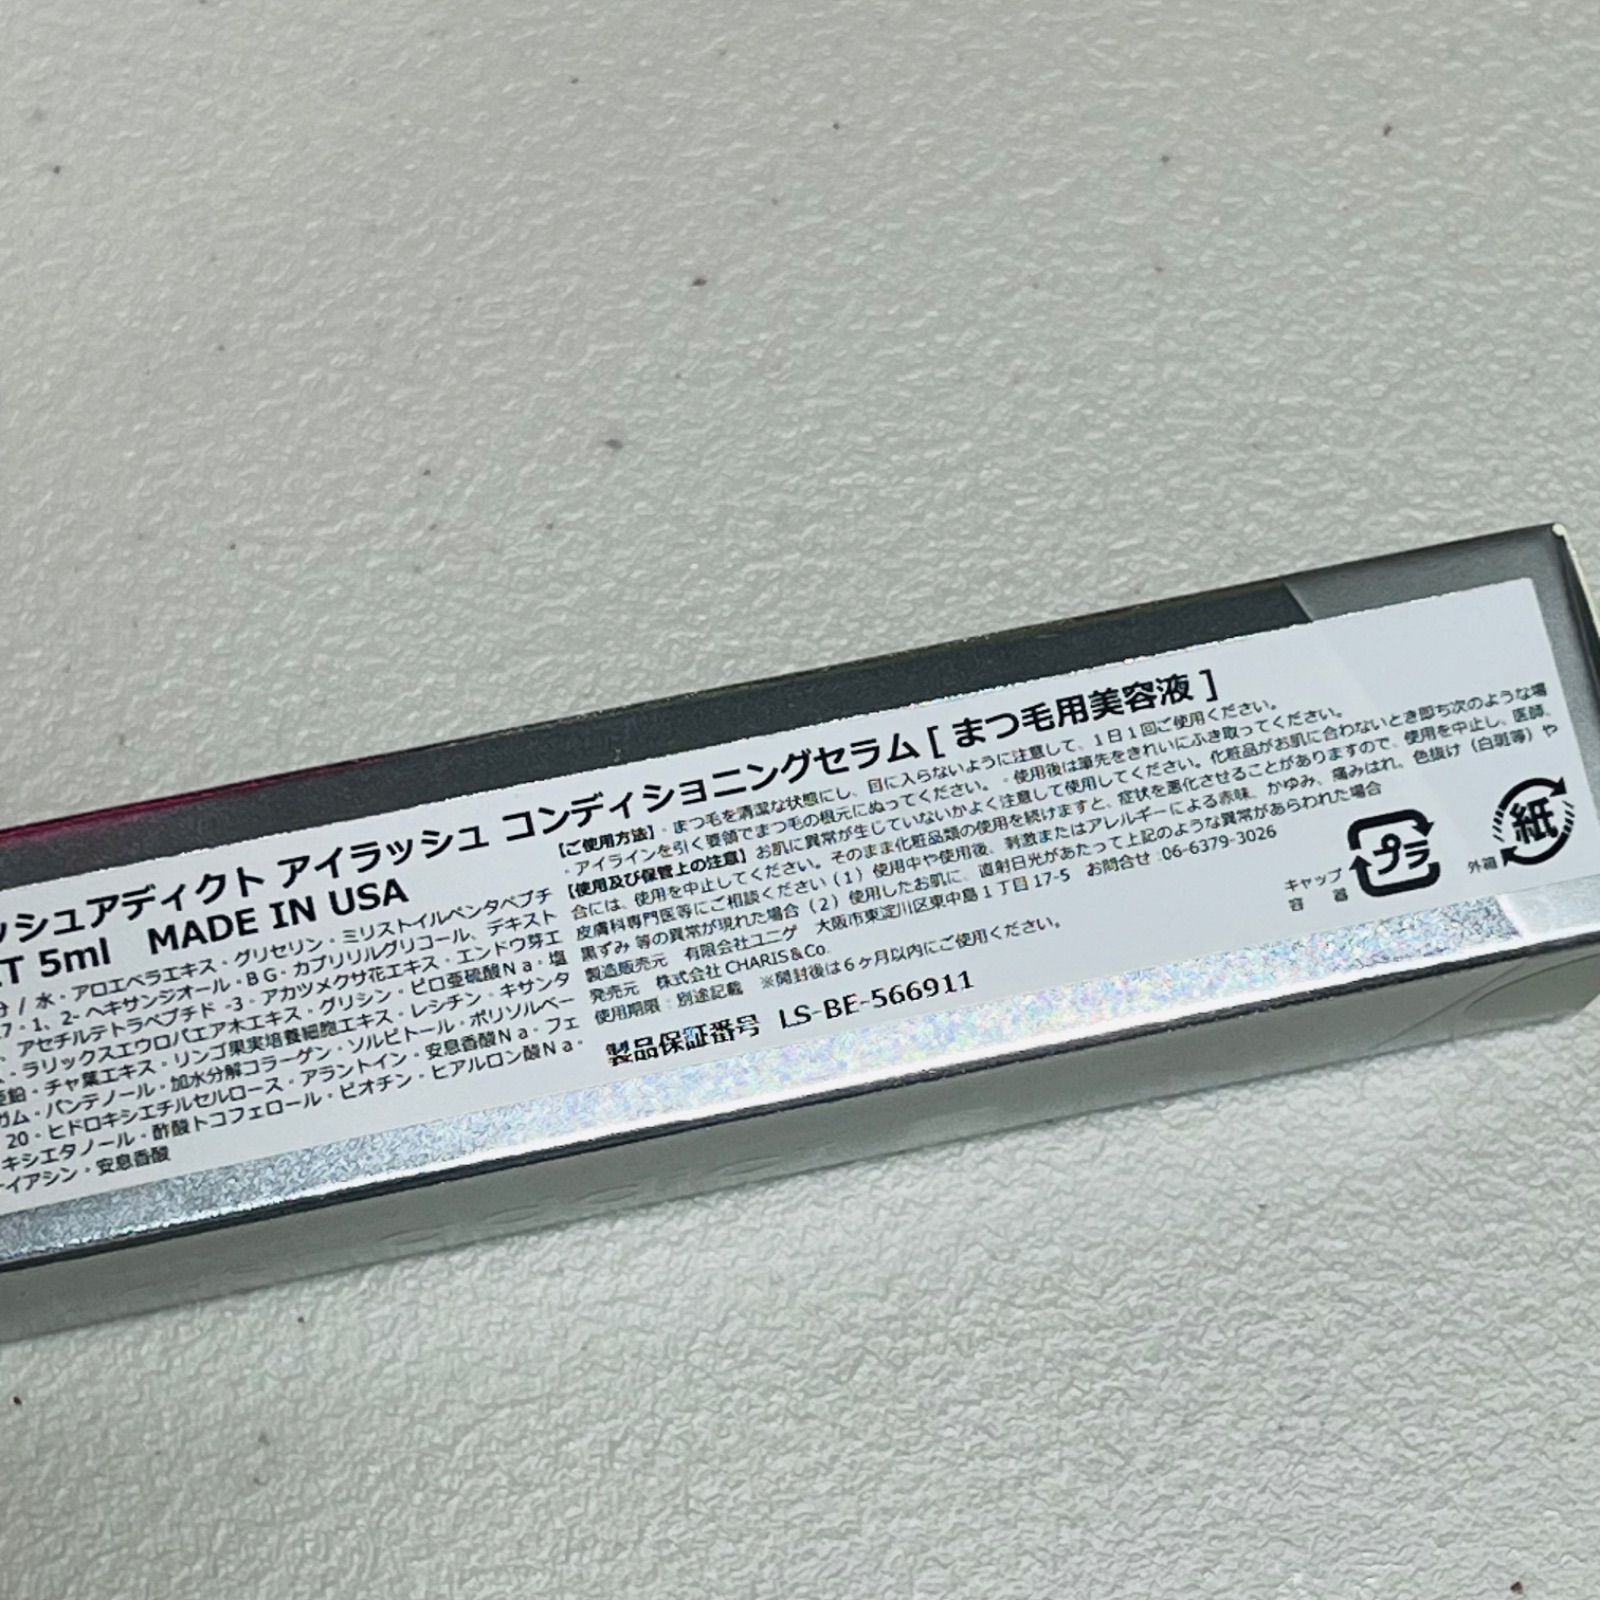 ッシュアディクト アイラッシュ コンディショニングセラム [ まつ毛用美容液 ]
T 5ml MADE IN USA
分 / 水・アロエベラエキス・グリセリン・ミリストイルペンタペプチ
7・1、2-ヘキサンジオール・BG・カプリリルグリコール、デキスト
、アセチルテトラペプチド -3・アカツメクサ花エキス・エンドウ芽エ
・ラリックスエウロパエア木エキス・グリシン・ピロ亜硫酸Na・塩
亜鉛・チャ葉エキス・リンゴ果実培養細胞エキス・レシチン・キサンタ
ガム・パンテノール・加水分解コラーゲン・ソルビトール・ポリソルベー
20・ヒドロキシエチルセルロース・アラントイン・安息香酸Na・フェ
キシエタノール・酢酸トコフェロール・ビオチン・ヒアルロン酸Na・
イアシン・安息香酸
【ご使用方法】・まつ毛を清潔な状態にし、目に入らないように注意して、1日1回ご使用ください。
・アイラインを引く要領でまつ毛の根元にぬってください。・使用後は筆先をきれいにふき取ってください。
【使用及び保管上の注意】お肌に異常が生じていないかよく注意して使用してください。化粧品がお肌に合わないとき即ち次のような場
合には、使用を中止してください。そのまま化粧品類の使用を続けますと、症状を悪化させることがありますので、使用を中止し、医師、
皮膚科専門医等にご相談ください（1）使用中や使用後、刺激またはアレルギーによる赤味、かゆみ、痛みはれ、色抜け（白斑等）や
黒ずみ 等の異常が現れた場合（2）使用したお肌に、直射日光があたって上記のような異常があらわれた場合
製造販売元 有限会社ユニゲ 大阪市東淀川区東中島1丁目17-5 お問合せ:06-6379-3026
発売元 株式会社 CHARIS&Co.
使用期限：別途記載 ※開封後は6ヶ月以内にご使用ください。
製品保証番号 LS-BE-566911
キャップ
容 器
プラ
外箱
紙